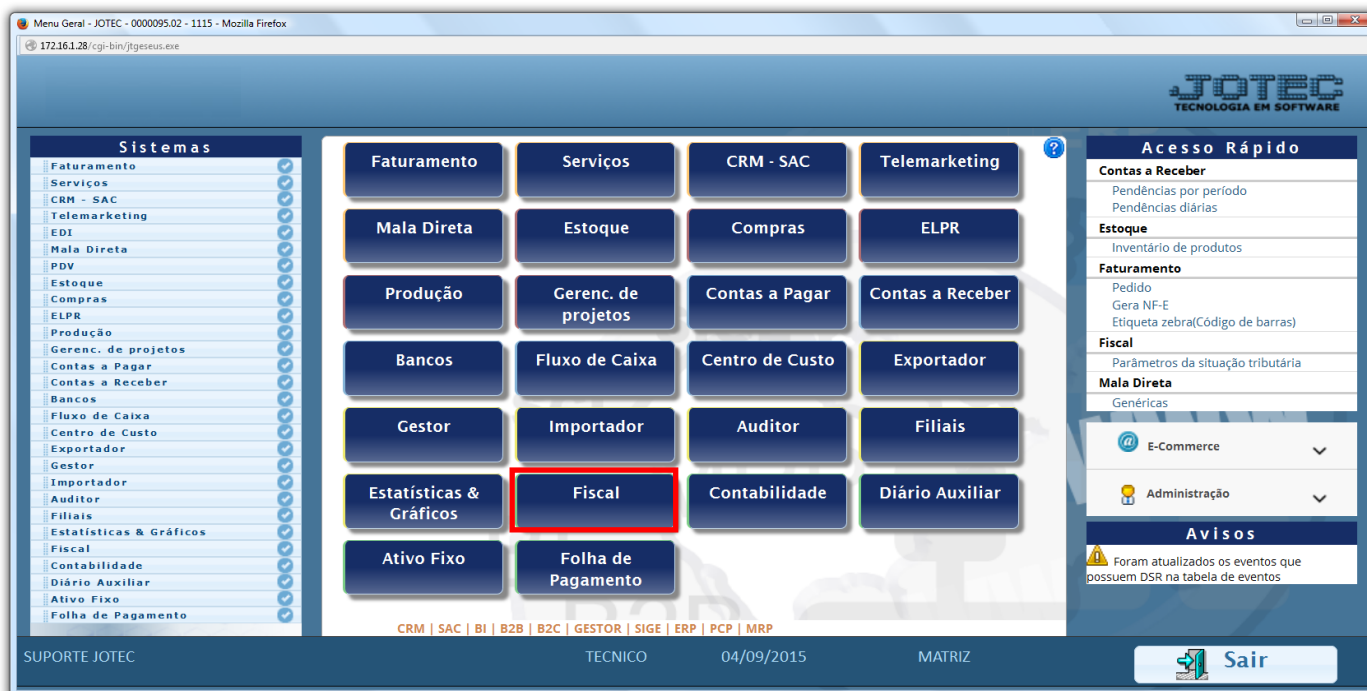 Menu Geral - JOTEC - 0000095.02 - 1115 - Mozilla Firefox
172.16.1.28/cgi-bin/jtgeseus.exe
JOTEC
TECNOLOGIA EM SOFTWARE
Sistemas
Faturamento
Serviços
CRM - SAC
Telemarketing
EDI
Mala Direta
PDV
Estoque
Compras
ELPR
Produção
Gerenc. de projetos
Contas a Pagar
Contas a Receber
Bancos
Fluxo de Caixa
Centro de Custo
Exportador
Gestor
Importador
Auditor
Filiais
Estatísticas & Gráficos
Fiscal
Contabilidade
Diário Auxiliar
Ativo Fixo
Folha de Pagamento
Faturamento
Serviços
CRM - SAC
Telemarketing
Mala Direta
Estoque
Compras
ELPR
Produção
Gerenc. de
projetos
Contas a Pagar
Contas a Receber
Bancos
Fluxo de Caixa
Centro de Custo
Exportador
Gestor
Importador
Auditor
Filiais
Estatísticas &
Gráficos
Fiscal
Contabilidade
Diário Auxiliar
Ativo Fixo
Folha de
Pagamento
B2B
CRM | SAC | BI | B2B | B2C | GESTOR | SIGE | ERP | PCP | MRP
?
Acesso Rápido
Contas a Receber
Pendências por período
Pendências diárias
Estoque
Inventário de produtos
Faturamento
Pedido
Gera NF-E
Etiqueta zebra(Código de barras)
Fiscal
Parâmetros da situação tributária
Mala Direta
Genéricas
@ E-Commerce
Administração
Avisos
Foram atualizados os eventos que
possuem DSR na tabela de eventos
SUPORTE JOTEC
TECNICO
04/09/2015
MATRIZ
Sair